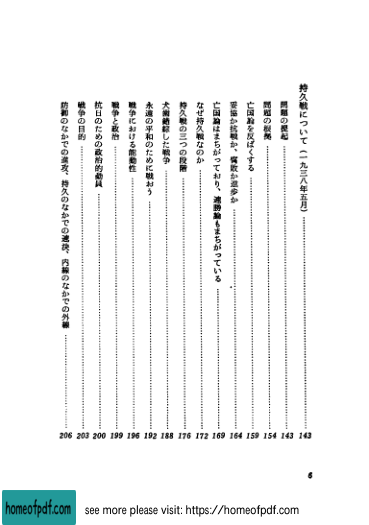 持久戦について(一九三八年五月)……143
問題の提起……143
問題の根拠……154
亡国論を反ばくする……159
妥協か抗戦か、腐敗か進歩か……164
亡国論はまちがっており、速勝論もまちがっている……169
なぜ持久戦なのか……172
持久戦の三つの段階……176
犬歯錯綜した戦争……188
永遠の平和のために戦おう……192
戦争における能動性……196
戦争と政治……199
抗日のための政治的動員……200
戦争の目的……203
防御のなかでの進攻、持久のなかでの速決、内線のなかでの外線……206
6
homeofpdf.com
see more please visit: https://homeofpdf.com